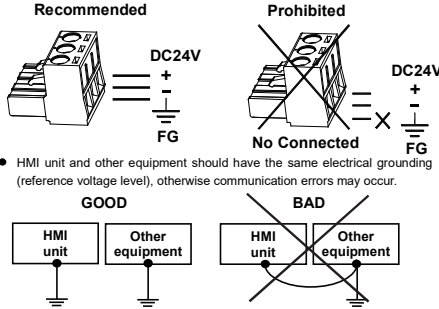 Recommended
DC24V
+
-
FG
Prohibited
DC24V
+
-
FG
No Connected
● HMI unit and other equipment should have the same electrical grounding
(reference voltage level), otherwise communication errors may occur.
GOOD
HMI
unit
Other
equipment
BAD
HMI
unit
Other
equipment